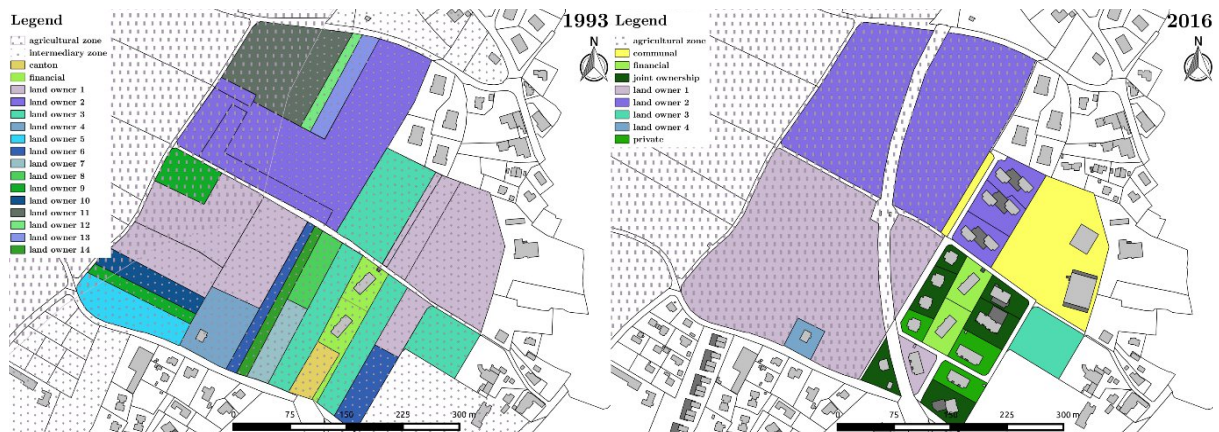 Legend
1993
agricultural zone
intermediary zone
canton
financial
land owner 1
land owner 2
land owner 3
land owner 4
land owner 5
land owner 6
land owner 7
land owner 8
land owner 9
land owner 10
land owner 11
land owner 12
land owner 13
land owner 14
N
0 75 150 225 300 m
Legend
2016
agricultural zone
communal
financial
joint ownership
land owner 1
land owner 2
land owner 3
land owner 4
private
N
0 75 150 225 300 m